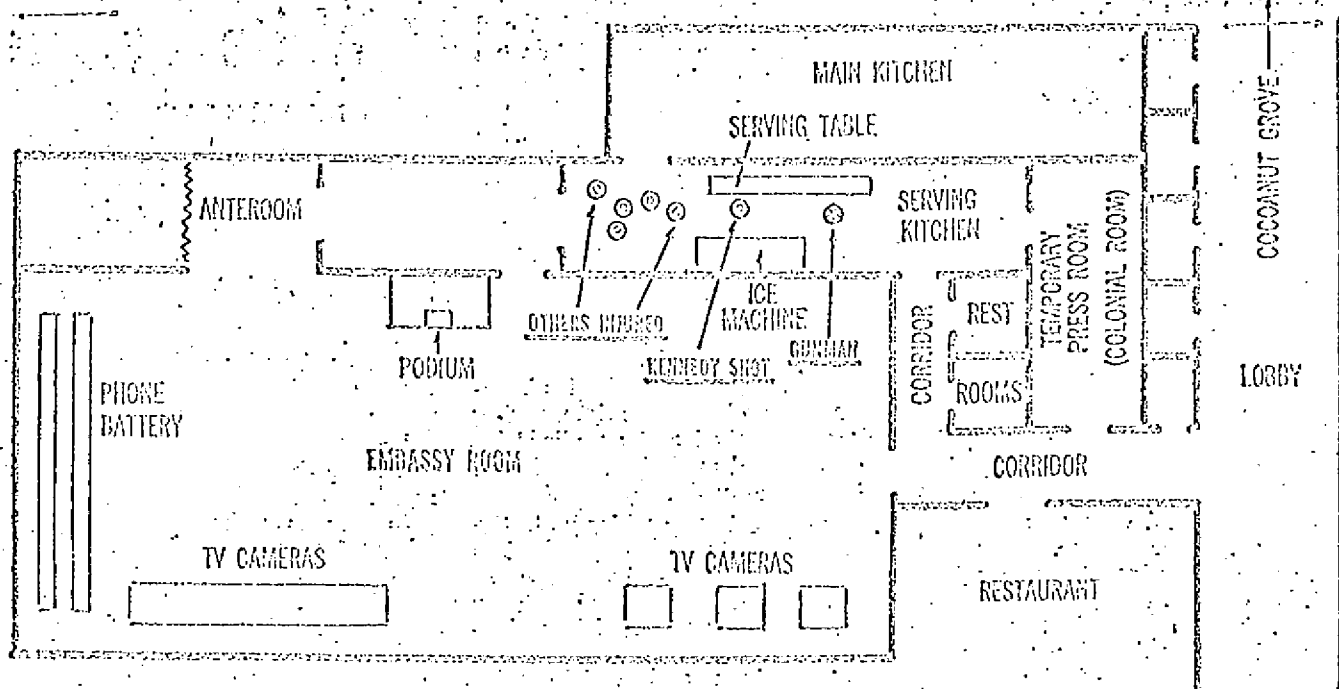 MAIN KITCHEN
SERVING TABLE
COCOANUT GROVE
ANTEROOM
SERVING
KITCHEN
TEMPORARY
PRESS ROOM
(COLONIAL ROOM)
OTHERS INJURED
ICE
MACHINE
KENNEDY SHOT
GUNMAN
CORRIDOR
REST
ROOMS
PODIUM
PHONE
BATTERY
LOBBY
EMBASSY ROOM
CORRIDOR
TV CAMERAS
TV CAMERAS
RESTAURANT